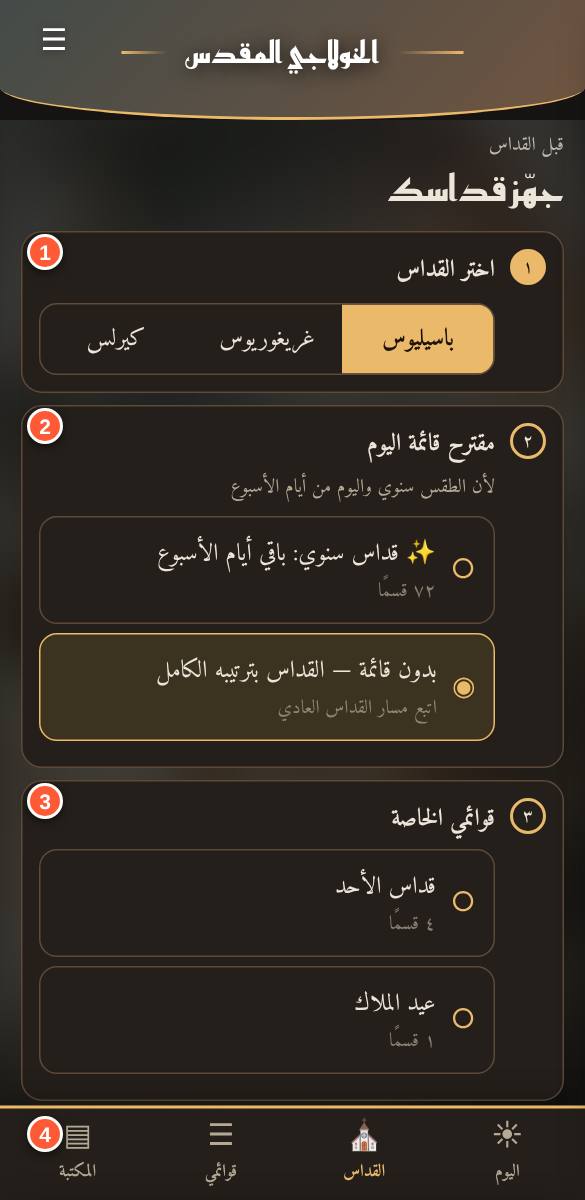 ☰
الخولاجي المقدس
قبل القداس
جهّز قداسك
1
١ اختر القداس
باسيليوس غريغوريوس كيرلس
2
٢ مقترح قائمة اليوم
لأن الطقس سنوي واليوم من أيام الأسبوع
✨ قداس سنوي: باقي أيام الأسبوع
٧٢ قسمًا
بدون قائمة — القداس بترتيبه الكامل
اتبع مسار القداس العادي
3
٣ قوائمي الخاصة
قداس الأحد
٤ قسمًا
عيد الملاك
١ قسمًا
4
اليوم القداس قوائمي المكتبة